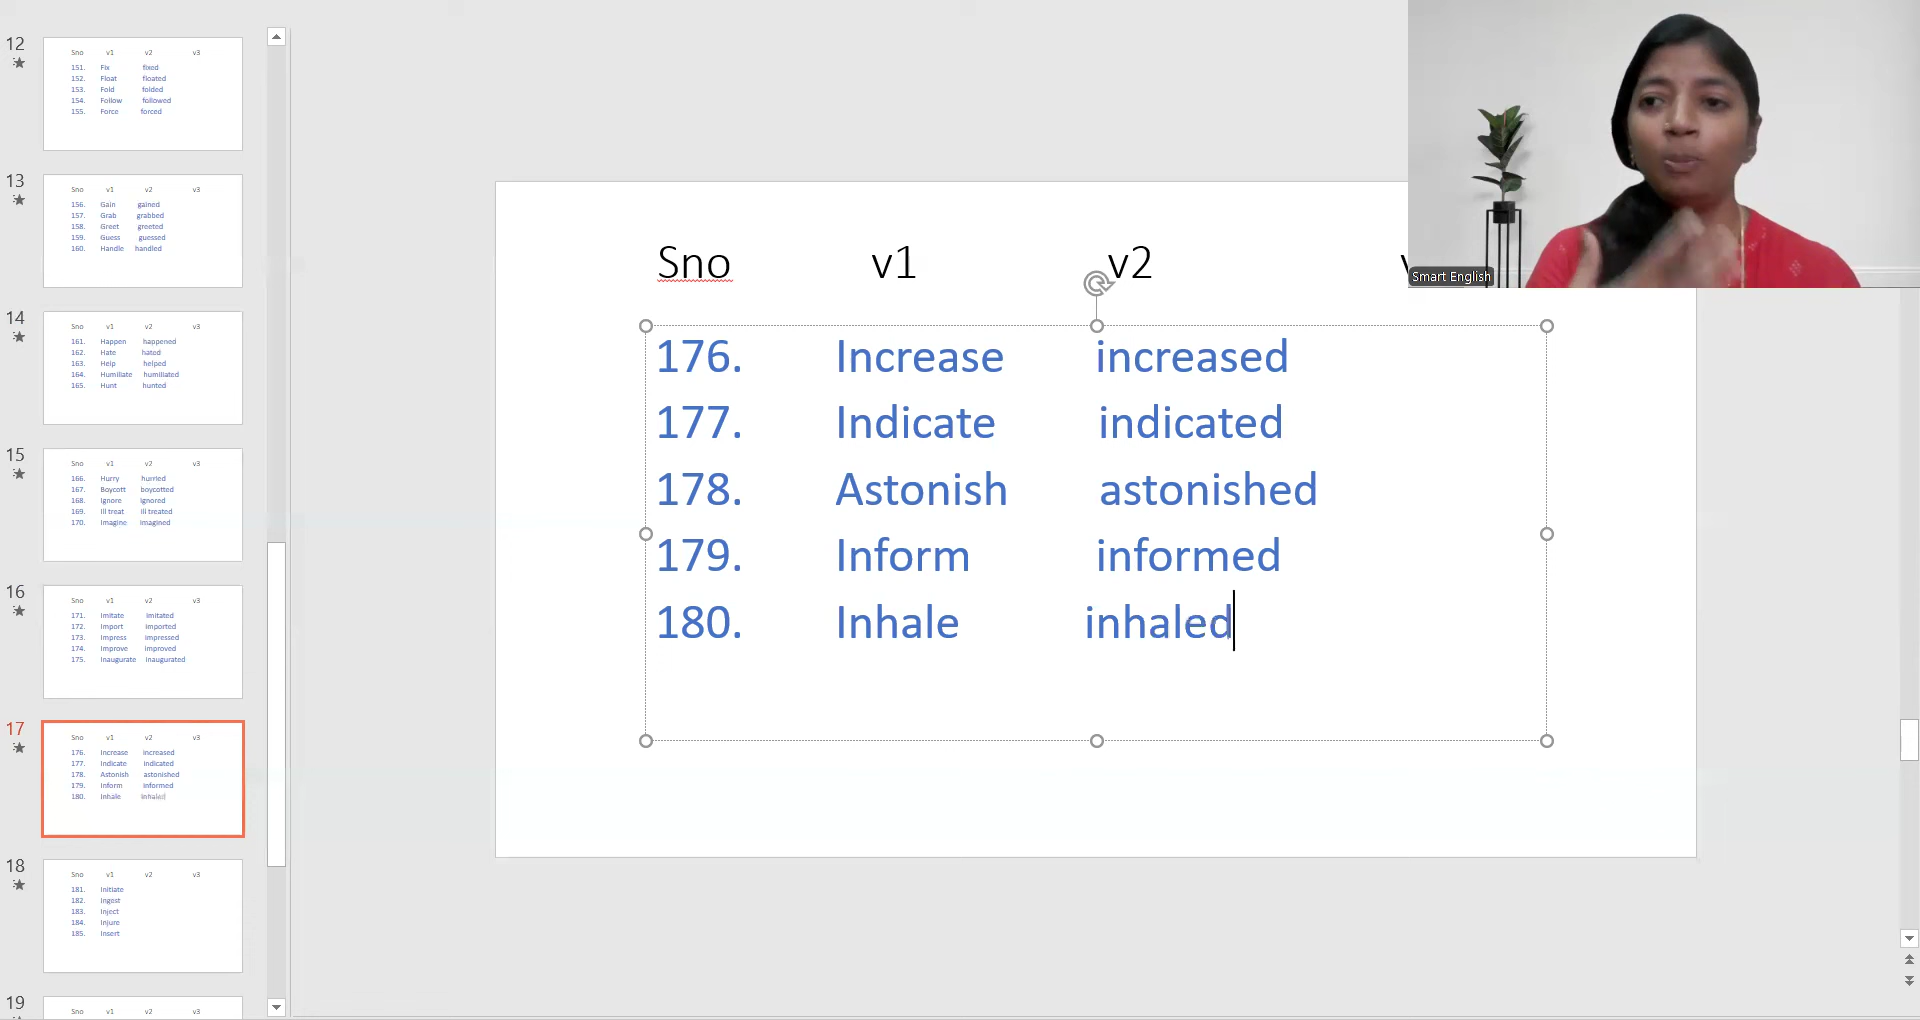 12
Sno v1 v2 v3
151. Fix fixed
152. Float floated
153. Fold folded
154. Follow followed
155. Force forced
13
Sno v1 v2 v3
156. Gain gained
157. Grab grabbed
158. Greet greeted
159. Guess guessed
160. Handle handled
14
Sno v1 v2 v3
161. Happen happened
162. Hate hated
163. Help helped
164. Humiliate humiliated
165. Hunt hunted
15
Sno v1 v2 v3
166. Hurry hurried
167. Boycott boycotted
168. Ignore ignored
169. Ill treat ill treated
170. Imagine imagined
16
Sno v1 v2 v3
171. Imitate imitated
172. Import imported
173. Impress impressed
174. Improve improved
175. Inaugurate inaugurated
17
Sno v1 v2 v3
176. Increase increased
177. Indicate indicated
178. Astonish astonished
179. Inform informed
180. Inhale inhaled
18
Sno v1 v2 v3
181. Initiate
182. Ingest
183. Inject
184. Injure
185. Insert
19
Sno v1 v2 v3
Sno v1 v2
176. Increase increased
177. Indicate indicated
178. Astonish astonished
179. Inform informed
180. Inhale inhaled
Smart English